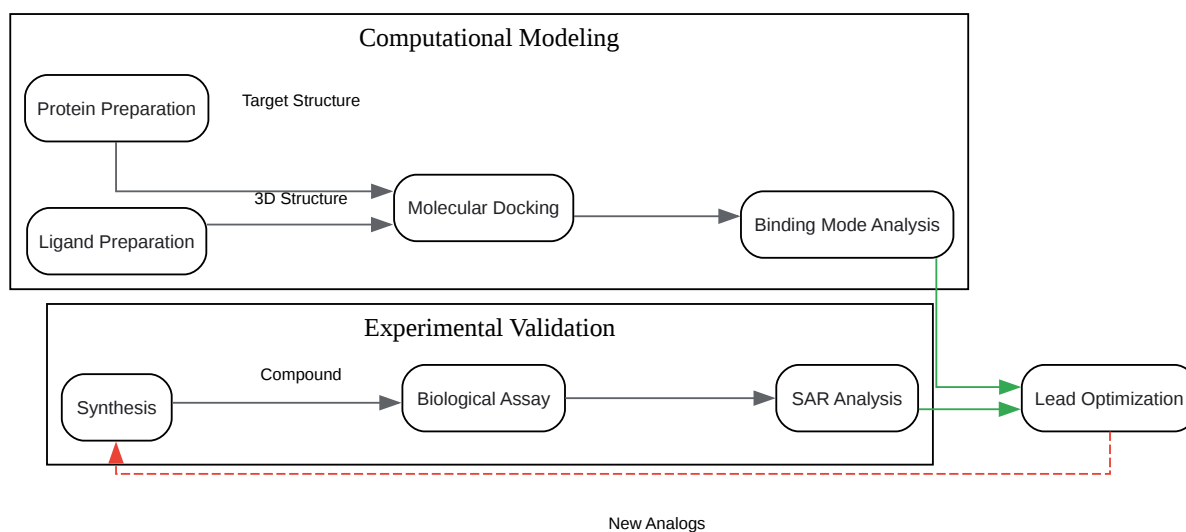 Computational Modeling
Protein Preparation
Target Structure
3D Structure
Molecular Docking
Ligand Preparation
Binding Mode Analysis
Experimental Validation
Compound
Synthesis
Biological Assay
SAR Analysis
Lead Optimization
New Analogs